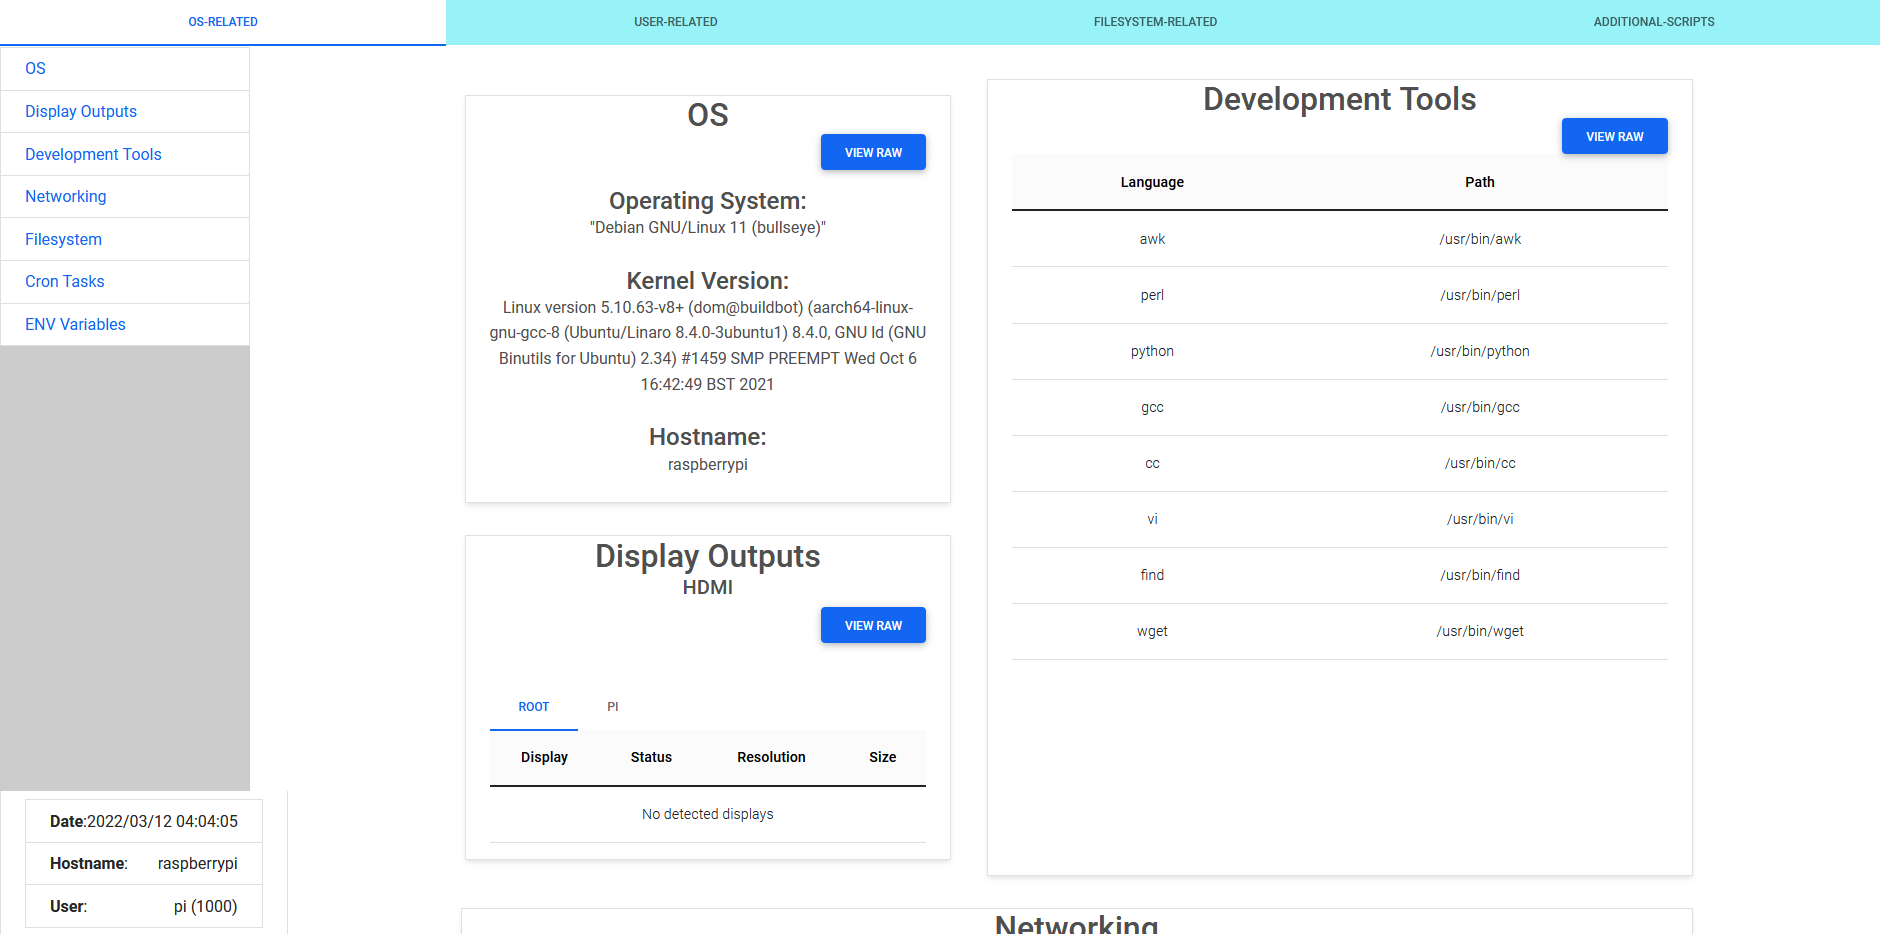 OS-RELATED
USER-RELATED
FILESYSTEM-RELATED
ADDITIONAL-SCRIPTS
OS
Display Outputs
Development Tools
Networking
Filesystem
Cron Tasks
ENV Variables
Date:2022/03/12 04:04:05
Hostname: raspberrypi
User: pi (1000)
OS
VIEW RAW
Operating System:
"Debian GNU/Linux 11 (bullseye)"
Kernel Version:
Linux version 5.10.63-v8+ (dom@buildbot) (aarch64-linux-
gnu-gcc-8 (Ubuntu/Linaro 8.4.0-3ubuntu1) 8.4.0, GNU ld (GNU
Binutils for Ubuntu) 2.34) #1459 SMP PREEMPT Wed Oct 6
16:42:49 BST 2021
Hostname:
raspberrypi
Display Outputs
HDMI
VIEW RAW
ROOT PI
Display Status Resolution Size
No detected displays
Development Tools
VIEW RAW
Language Path
awk /usr/bin/awk
perl /usr/bin/perl
python /usr/bin/python
gcc /usr/bin/gcc
cc /usr/bin/cc
vi /usr/bin/vi
find /usr/bin/find
wget /usr/bin/wget
Networking